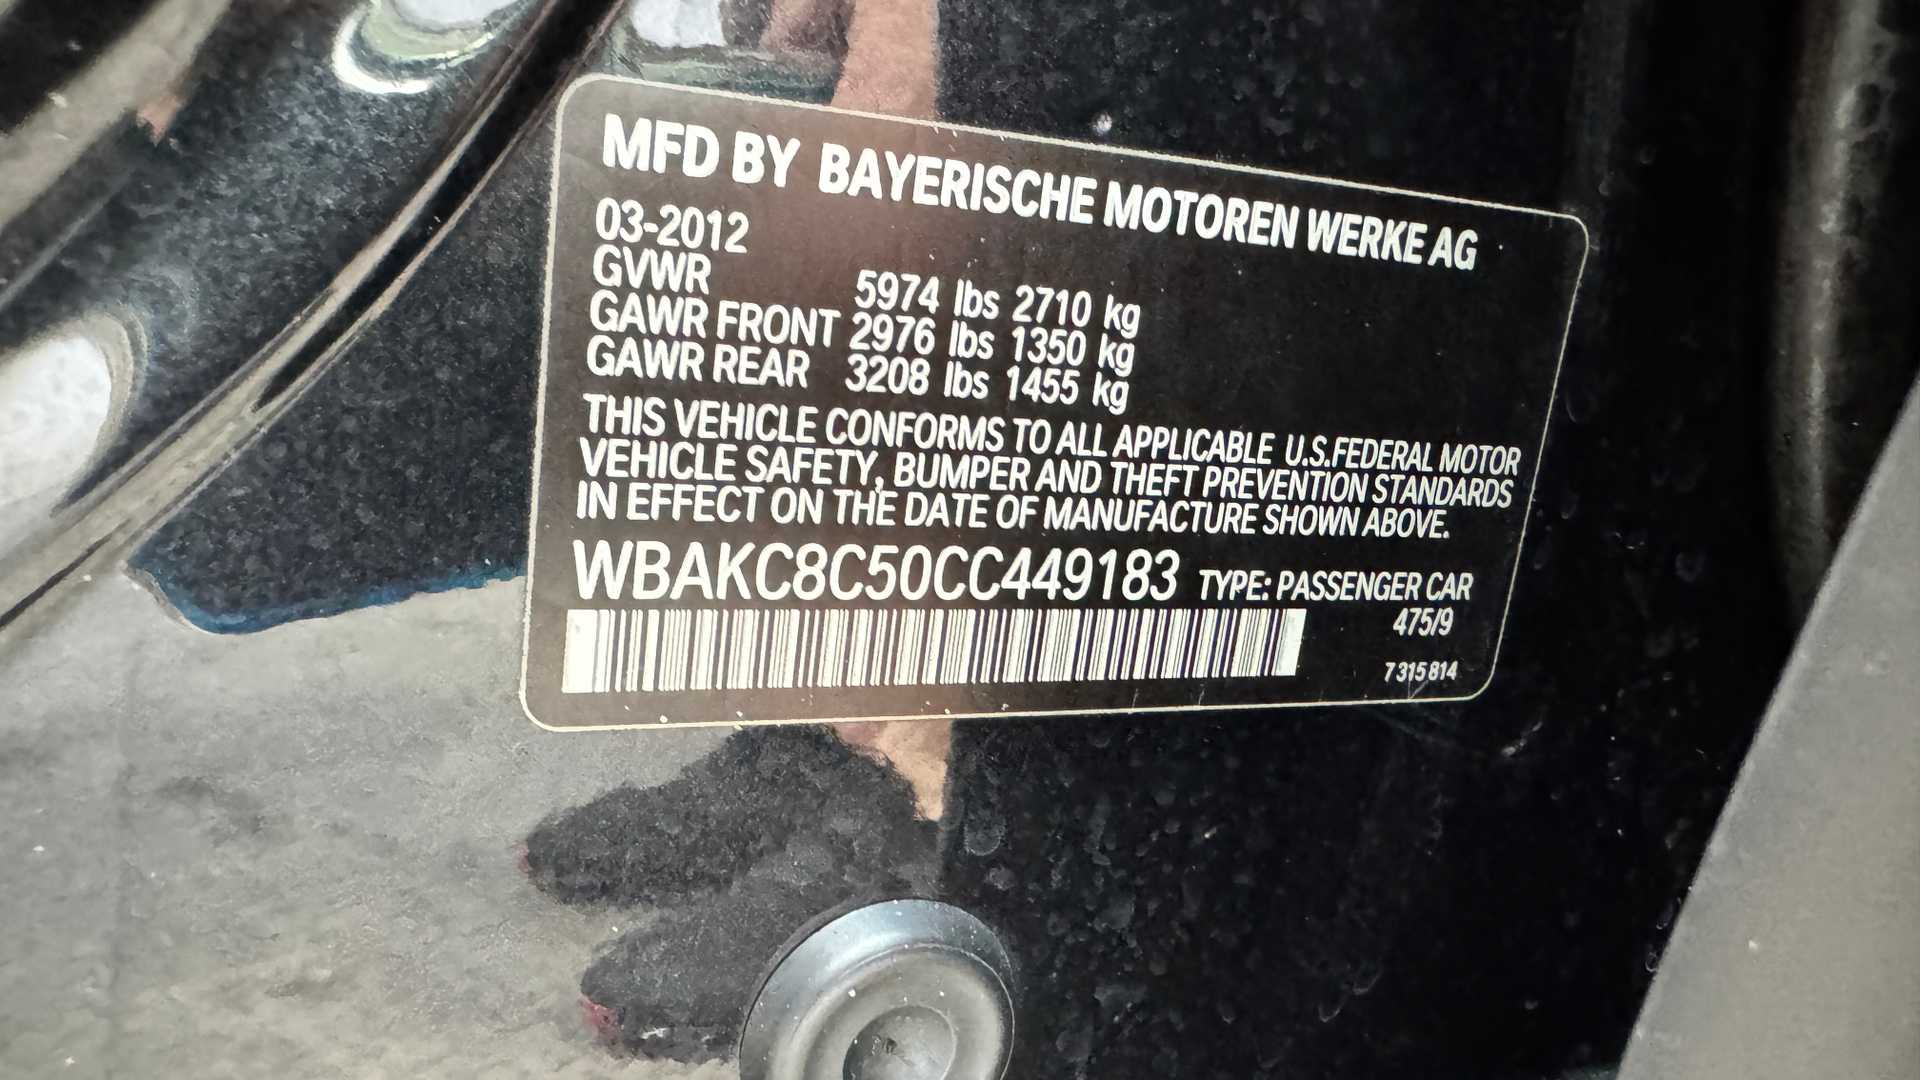 MFD BY BAYERISCHE MOTOREN WERKE AG
03-2012
GVWR 5974 lbs 2710 kg
GAWR FRONT 2976 lbs 1350 kg
GAWR REAR 3208 lbs 1455 kg
THIS VEHICLE CONFORMS TO ALL APPLICABLE U.S.FEDERAL MOTOR
VEHICLE SAFETY, BUMPER AND THEFT PREVENTION STANDARDS
IN EFFECT ON THE DATE OF MANUFACTURE SHOWN ABOVE.
WBAKC8C50CC449183 TYPE: PASSENGER CAR
475/9
7 315 814